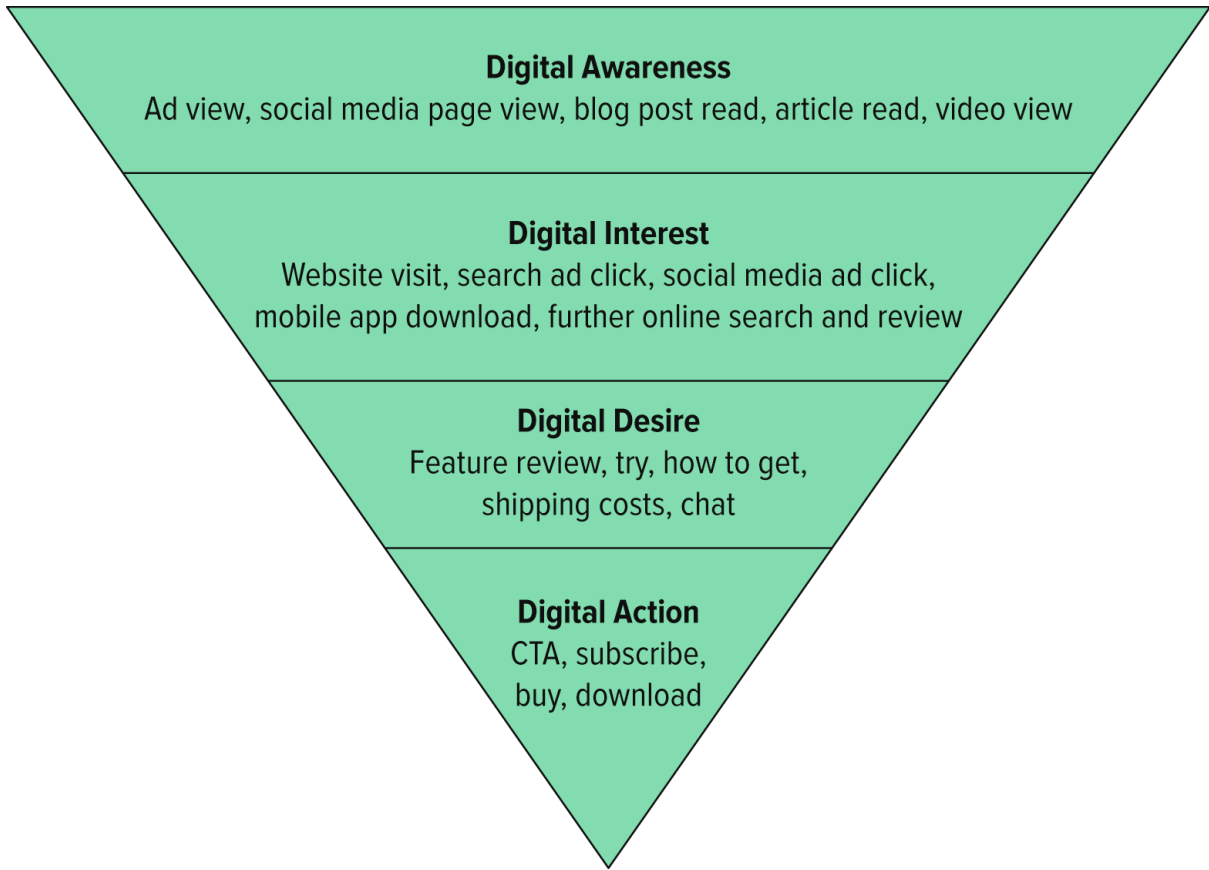 Digital Awareness
Ad view, social media page view, blog post read, article read, video view
Digital Interest
Website visit, search ad click, social media ad click,
mobile app download, further online search and review
Digital Desire
Feature review, try, how to get,
shipping costs, chat
Digital Action
CTA, subscribe,
buy, download